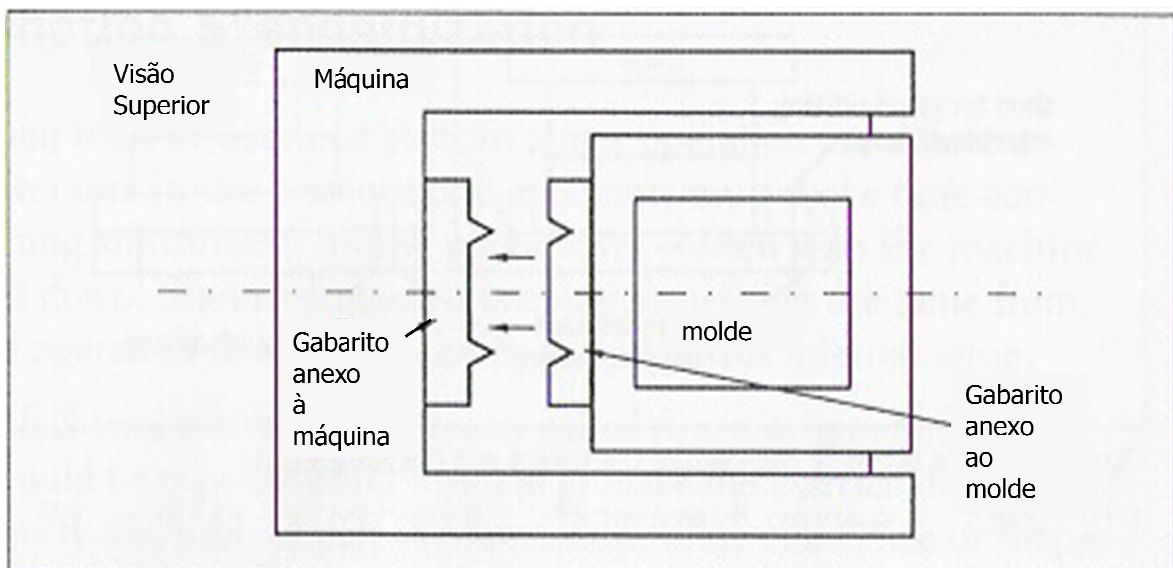 Visão
Superior
Máquina
Gabarito
anexo
à
máquina
molde
Gabarito
anexo
ao
molde